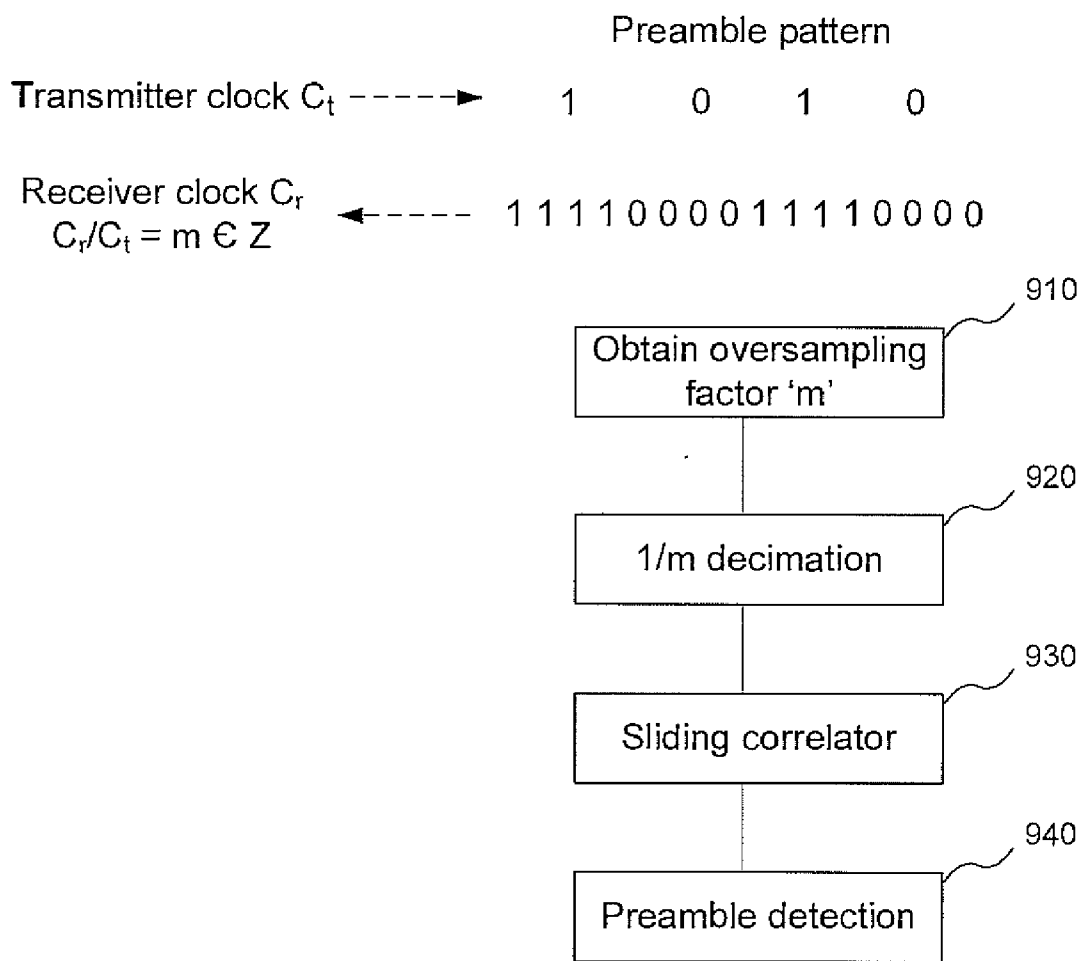 Preamble pattern
Transmitter clock Ct 1 0 1 0
Receiver clock Cr
Cr/Ct = m Є Z
1 1 1 1 0 0 0 0 1 1 1 1 0 0 0 0
910
Obtain oversampling
factor ‘m’
920
1/m decimation
930
Sliding correlator
940
Preamble detection